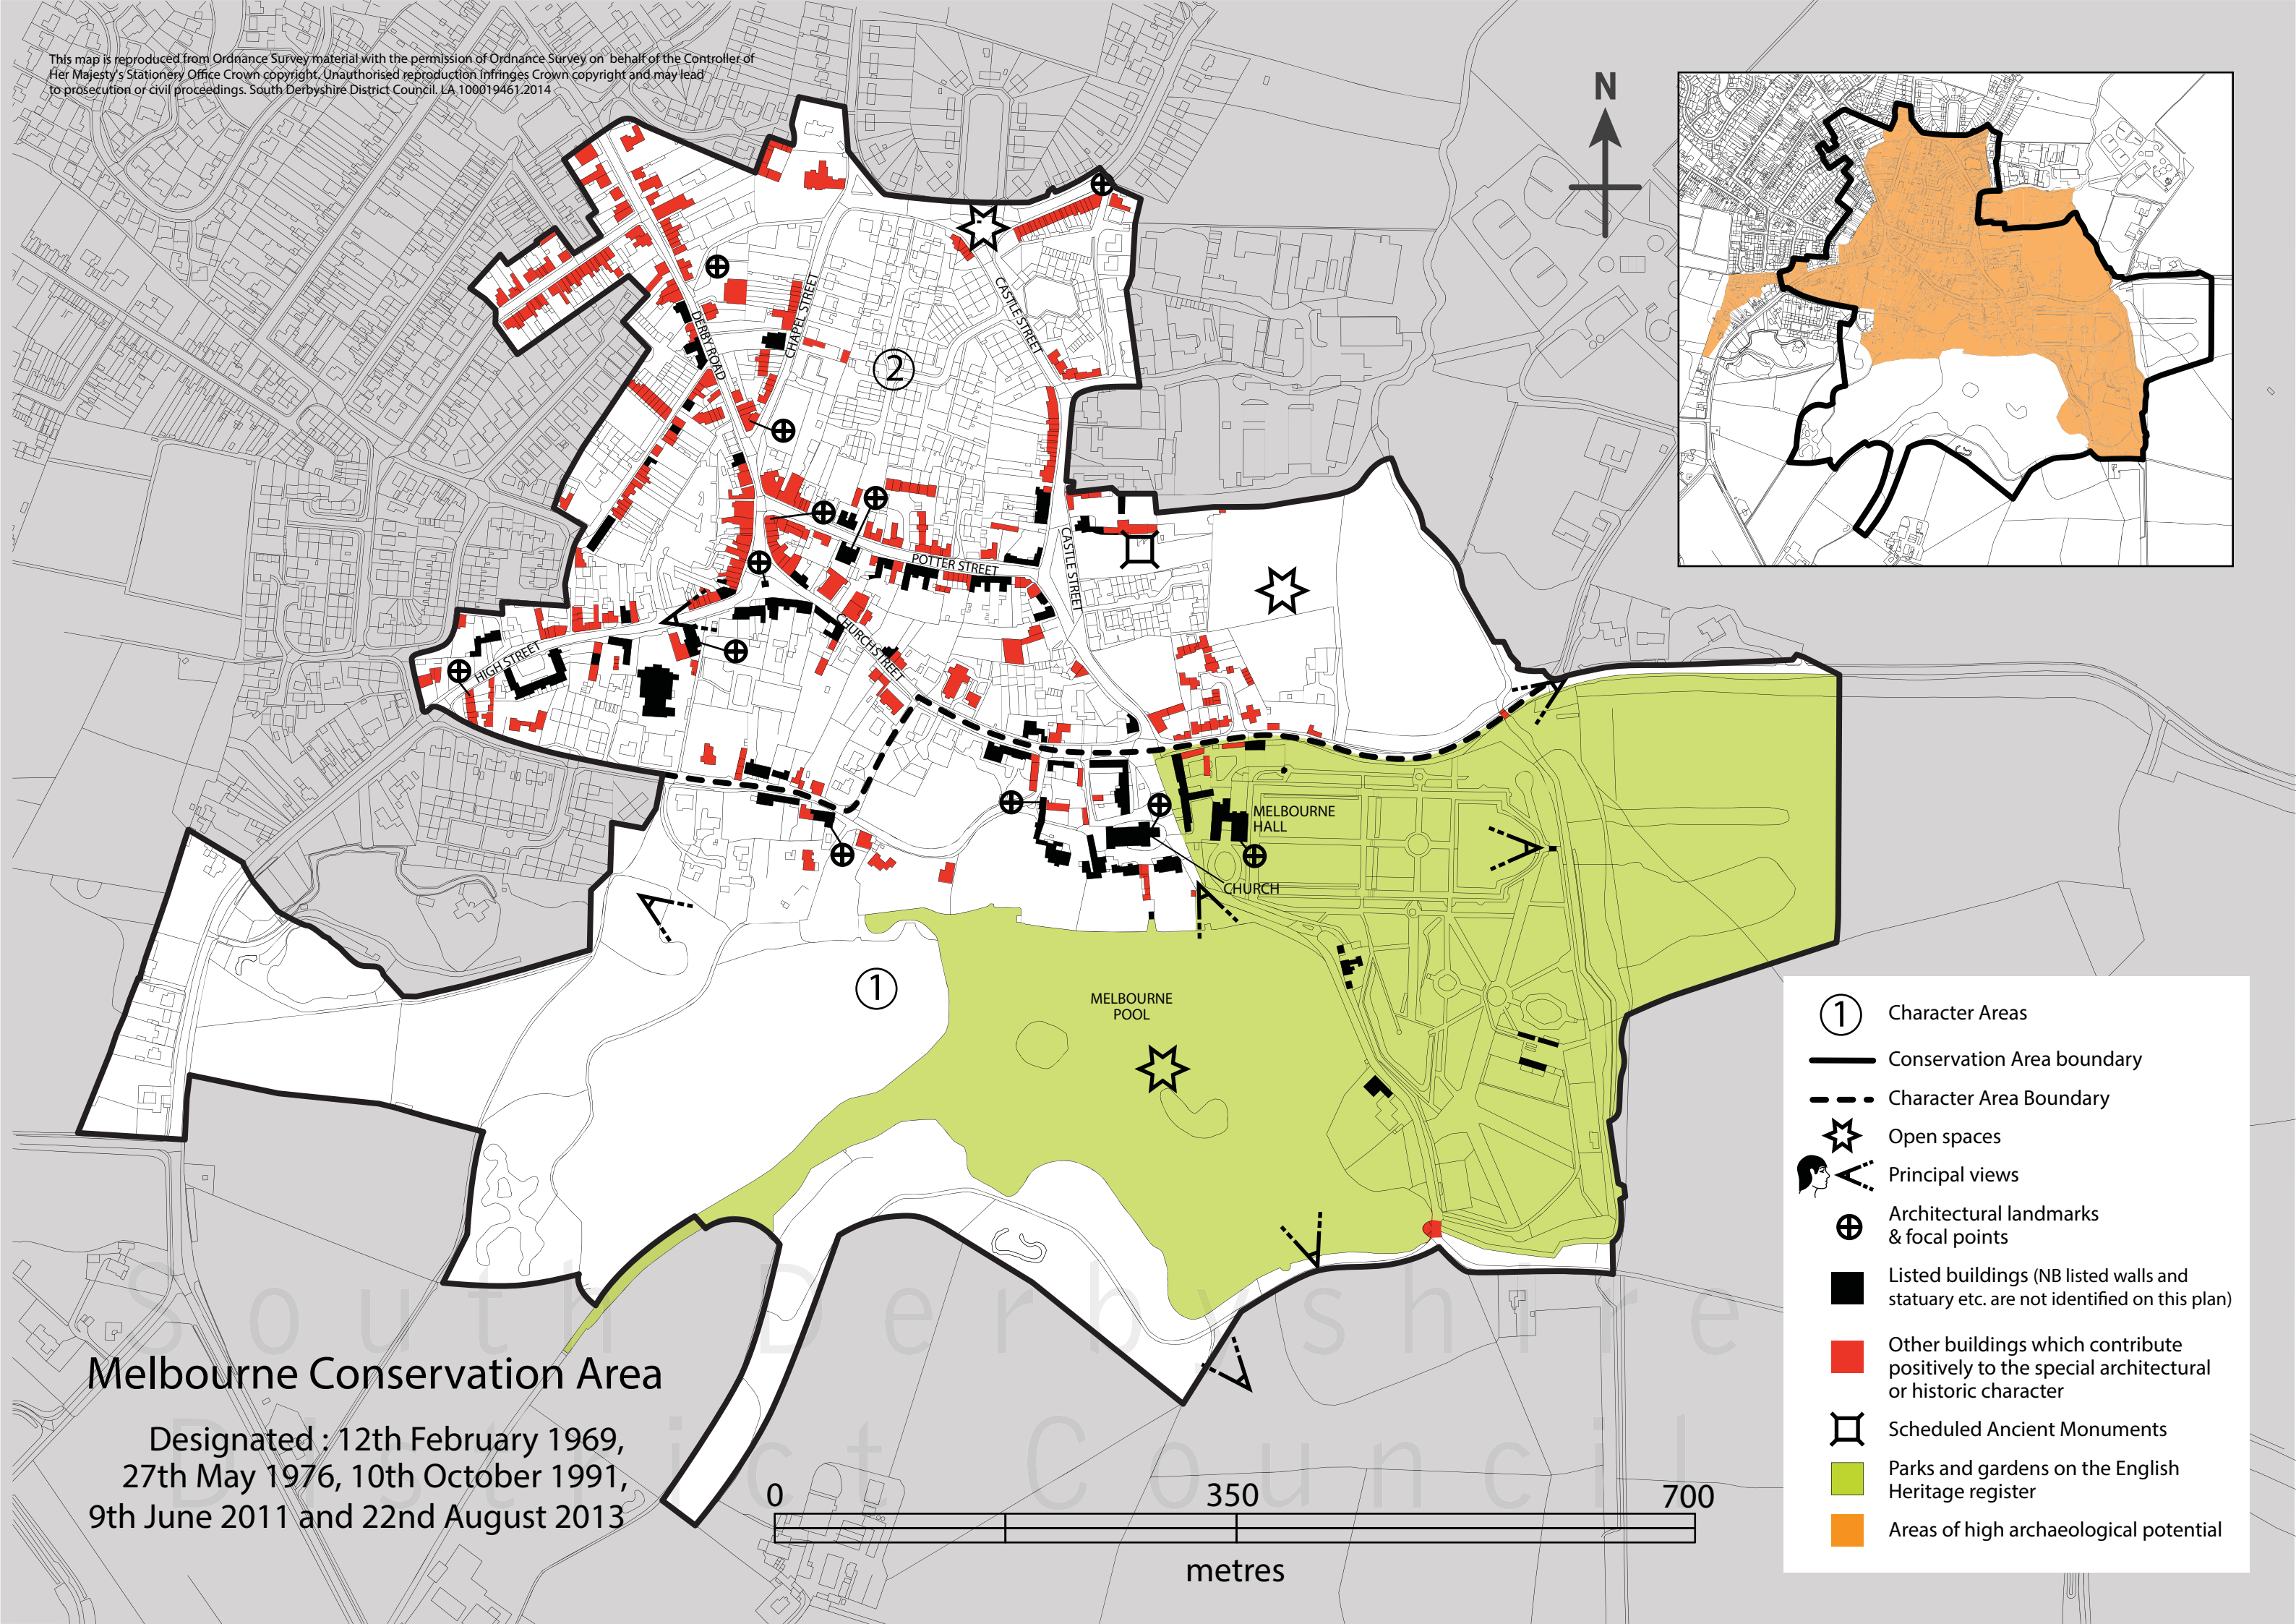 This map is reproduced from Ordnance Survey material with the permission of Ordnance Survey on behalf of the Controller of
Her Majesty's Stationery Office Crown copyright. Unauthorised reproduction infringes Crown copyright and may lead
to prosecution or civil proceedings. South Derbyshire District Council. LA 100019461.2014
N
DERBY ROAD
CHAPEL STREET
CASTLE STREET
2
POTTER STREET
CASTLE STREET
CHURCH STREET
HIGH STREET
MELBOURNE
HALL
CHURCH
1
MELBOURNE
POOL
1 Character Areas
Conservation Area boundary
Character Area Boundary
Open spaces
Principal views
Architectural landmarks
& focal points
Listed buildings (NB listed walls and
statuary etc. are not identified on this plan)
Other buildings which contribute
positively to the special architectural
or historic character
Scheduled Ancient Monuments
Parks and gardens on the English
Heritage register
Areas of high archaeological potential
South Derbyshire
District Council
Melbourne Conservation Area
Designated : 12th February 1969,
27th May 1976, 10th October 1991,
9th June 2011 and 22nd August 2013
0 350 700
metres